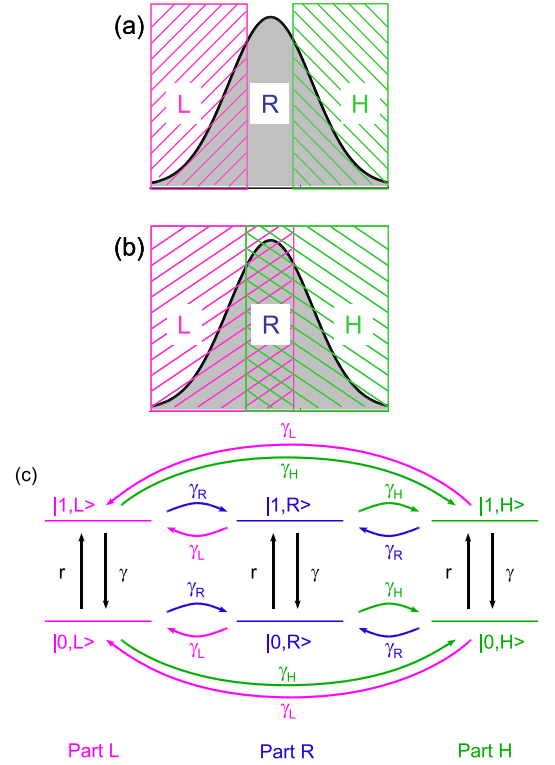 (a)
L R H
(b)
L R H
(c)
γL
γH
|1,L> γR |1,R> γH |1,H>
γL γR
r γ r γ r γ
γR γH
|0,L> γL |0,R> γR |0,H>
γH
γL
Part L Part R Part H